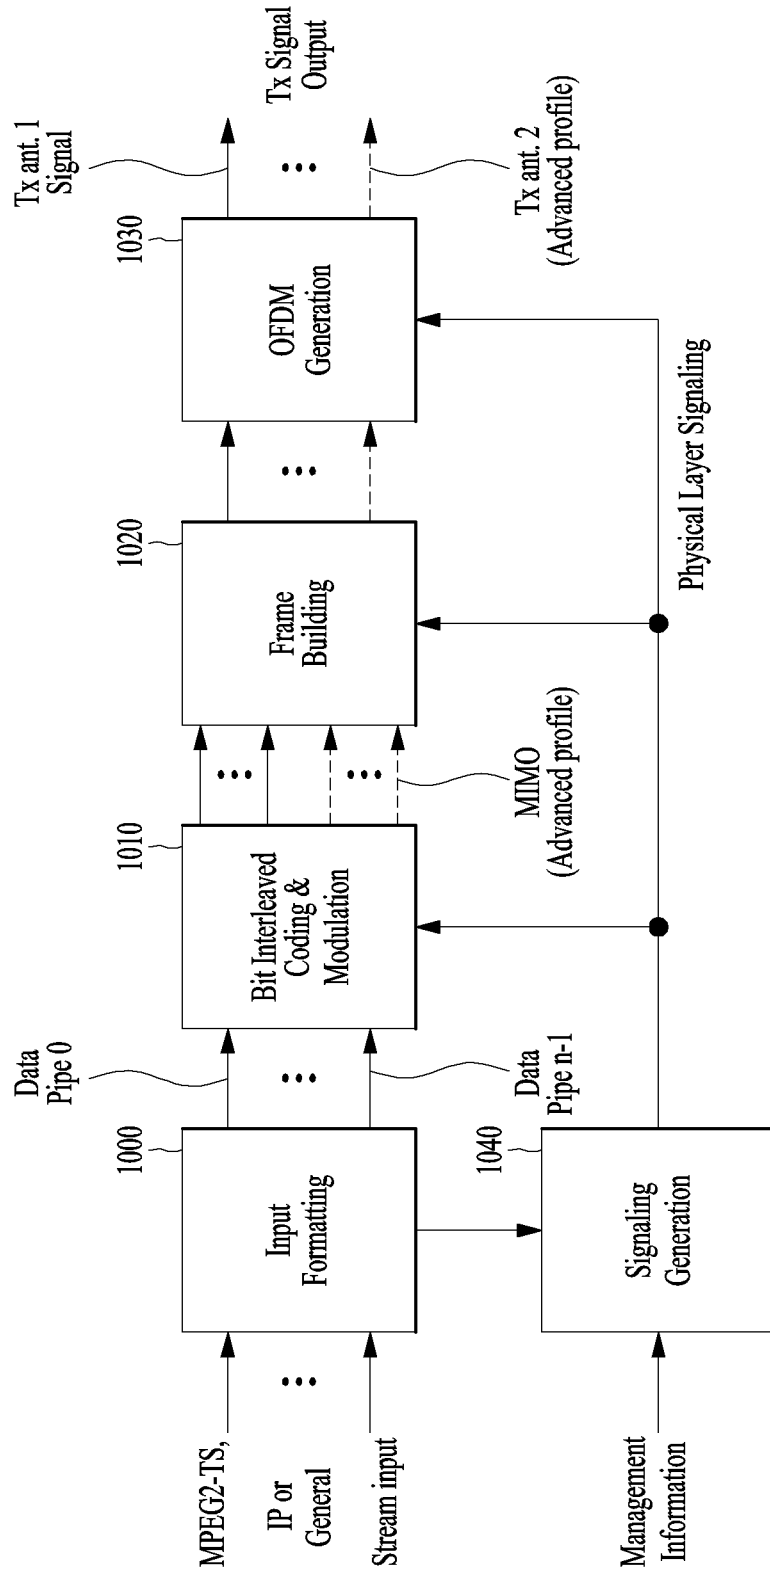 MPEG2-TS,
IP or
General
Stream input
1000
Input
Formatting
Data
Pipe 0
Data
Pipe n-1
1010
Bit Interleaved
Coding &
Modulation
MIMO
(Advanced profile)
1020
Frame
Building
1030
OFDM
Generation
Tx ant. 1
Signal
Tx Signal
Output
Tx ant. 2
(Advanced profile)
Management
Information
1040
Signaling
Generation
Physical Layer Signaling